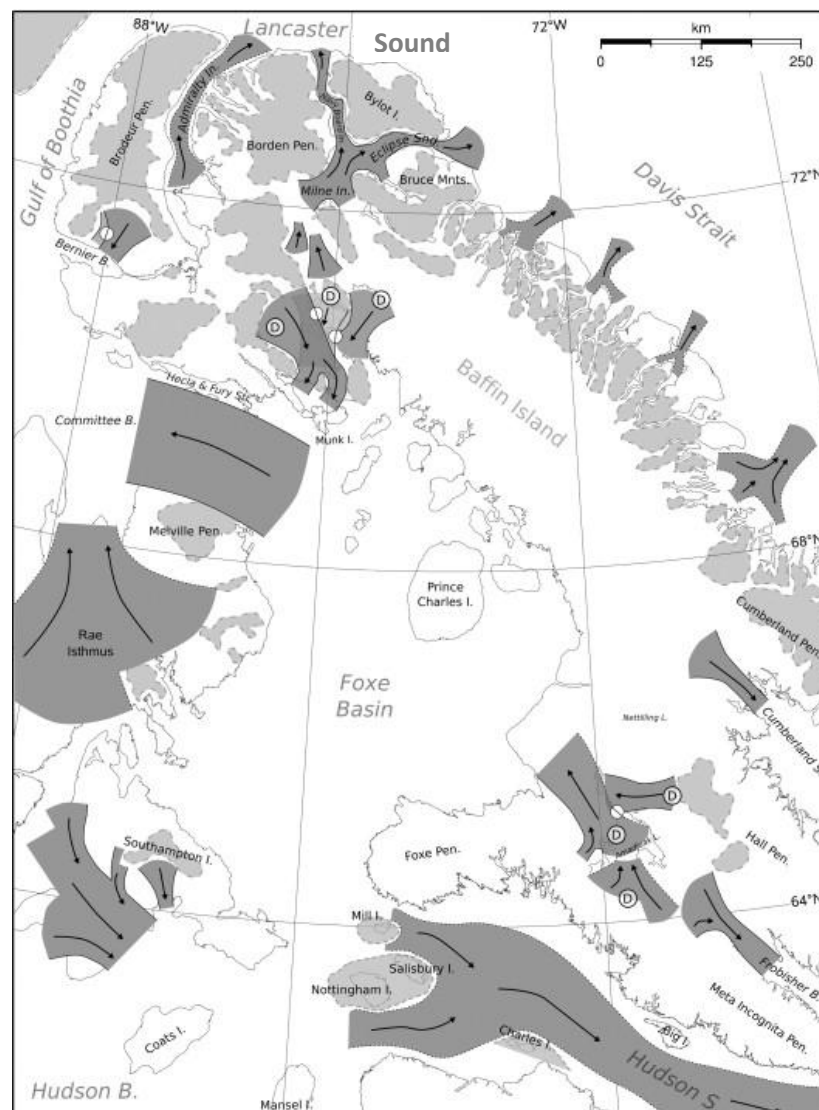 88°W
Lancaster
Sound
72°W
km
0 125 250
Gulf of Boothia
Brodeur Pen.
Admiralty In.
Borden Pen.
Bylot I.
Eclipse Snd
Milne In.
Bruce Mnts.
72°N
Davis Strait
Bernier B.
D
D
D
Baffin Island
Hecla & Fury Str.
Committee B.
Munk I.
Melville Pen.
68°N
Prince
Charles I.
Cumberland Pen.
Rae
Isthmus
Foxe
Basin
Nettilling L.
Cumberland S.
D
D
Southampton I.
Foxe Pen.
Hall Pen.
D
64°N
Mill I.
Salisbury I.
Nottingham I.
Frobisher B.
Meta Incognita Pen.
Coats I.
Charles I.
Big I.
Hudson S
Hudson B.
Mansel I.